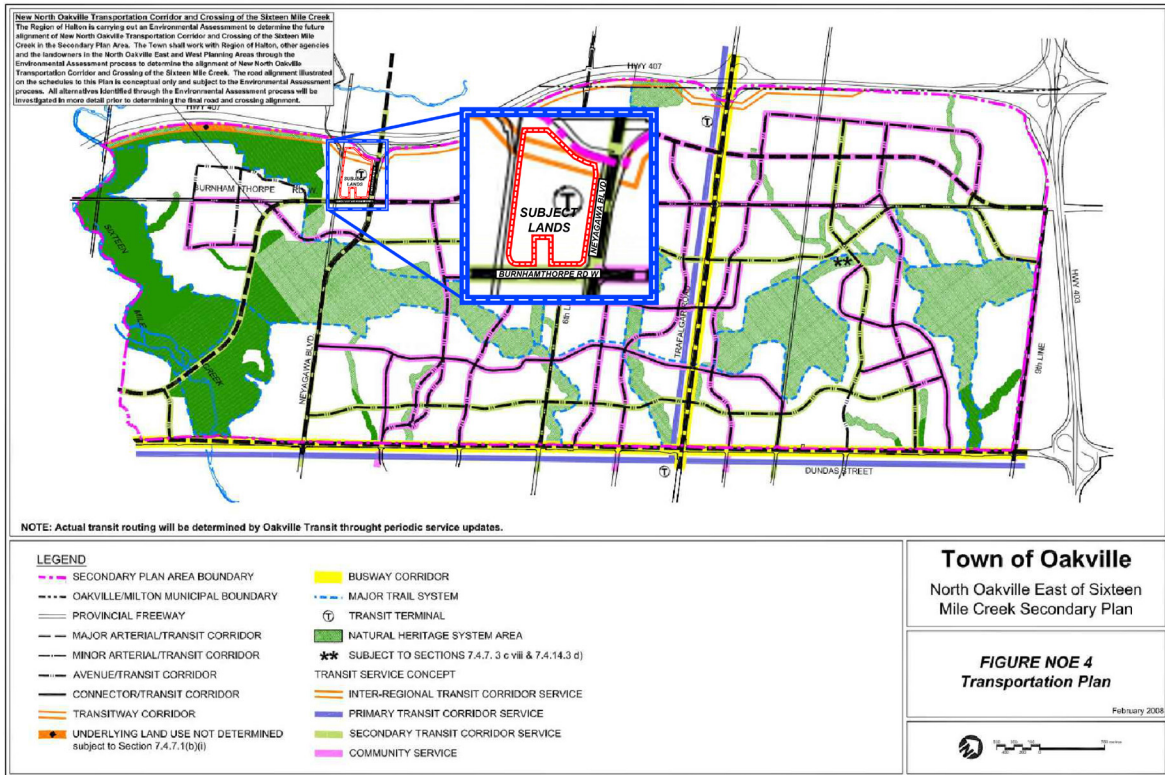 New North Oakville Transportation Corridor and Crossing of the Sixteen Mile Creek
The Region of Halton is carrying out an Environmental Assessment to determine the future
alignment of New North Oakville Transportation Corridor and Crossing of the Sixteen Mile
Creek in the Secondary Plan Area. The Town shall work with Region of Halton, other agencies
and the landowners in the North Oakville East and West Planning Areas through the
Environmental Assessment process to determine the alignment of New North Oakville
Transportation Corridor and Crossing of the Sixteen Mile Creek. The road alignment illustrated
on the schedules to this Plan is conceptual only and subject to the Environmental Assessment
process. All alternatives identified through the Environmental Assessment process will be
investigated in more detail prior to determining the final road and crossing alignment.
HWY 407
HWY 407
T
T
SUBJECT
LANDS
BURNHAM THORPE RD W
T
SUBJECT
LANDS
NEYAGAWA BLVD
BURNHAMTHORPE RD W
SIXTEEN
MILE
CREEK
NEYAGAWA BLVD
6th LI
TRAFALGAR ROAD
**
HWY 403
9th LINE
T
DUNDAS STREET
NOTE: Actual transit routing will be determined by Oakville Transit throught periodic service updates.
LEGEND
SECONDARY PLAN AREA BOUNDARY
OAKVILLE/MILTON MUNICIPAL BOUNDARY
PROVINCIAL FREEWAY
MAJOR ARTERIAL/TRANSIT CORRIDOR
MINOR ARTERIAL/TRANSIT CORRIDOR
AVENUE/TRANSIT CORRIDOR
CONNECTOR/TRANSIT CORRIDOR
TRANSITWAY CORRIDOR
UNDERLYING LAND USE NOT DETERMINED
subject to Section 7.4.7.1(b)(i)
BUSWAY CORRIDOR
MAJOR TRAIL SYSTEM
T TRANSIT TERMINAL
NATURAL HERITAGE SYSTEM AREA
** SUBJECT TO SECTIONS 7.4.7. 3 c viii & 7.4.14.3 d)
TRANSIT SERVICE CONCEPT
INTER-REGIONAL TRANSIT CORRIDOR SERVICE
PRIMARY TRANSIT CORRIDOR SERVICE
SECONDARY TRANSIT CORRIDOR SERVICE
COMMUNITY SERVICE
Town of Oakville
North Oakville East of Sixteen
Mile Creek Secondary Plan
FIGURE NOE 4
Transportation Plan
February 2008